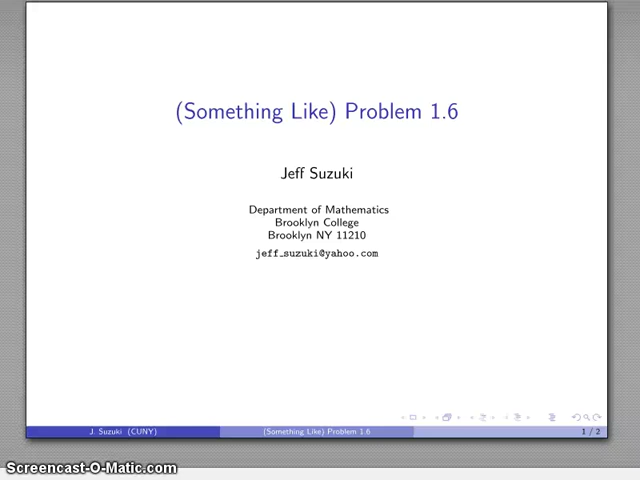 (Something Like) Problem 1.6
Jeff Suzuki
Department of Mathematics
Brooklyn College
Brooklyn NY 11210
jeff_suzuki@yahoo.com
J. Suzuki (CUNY)
(Something Like) Problem 1.6
1 / 2
Screencast-O-Matic.com